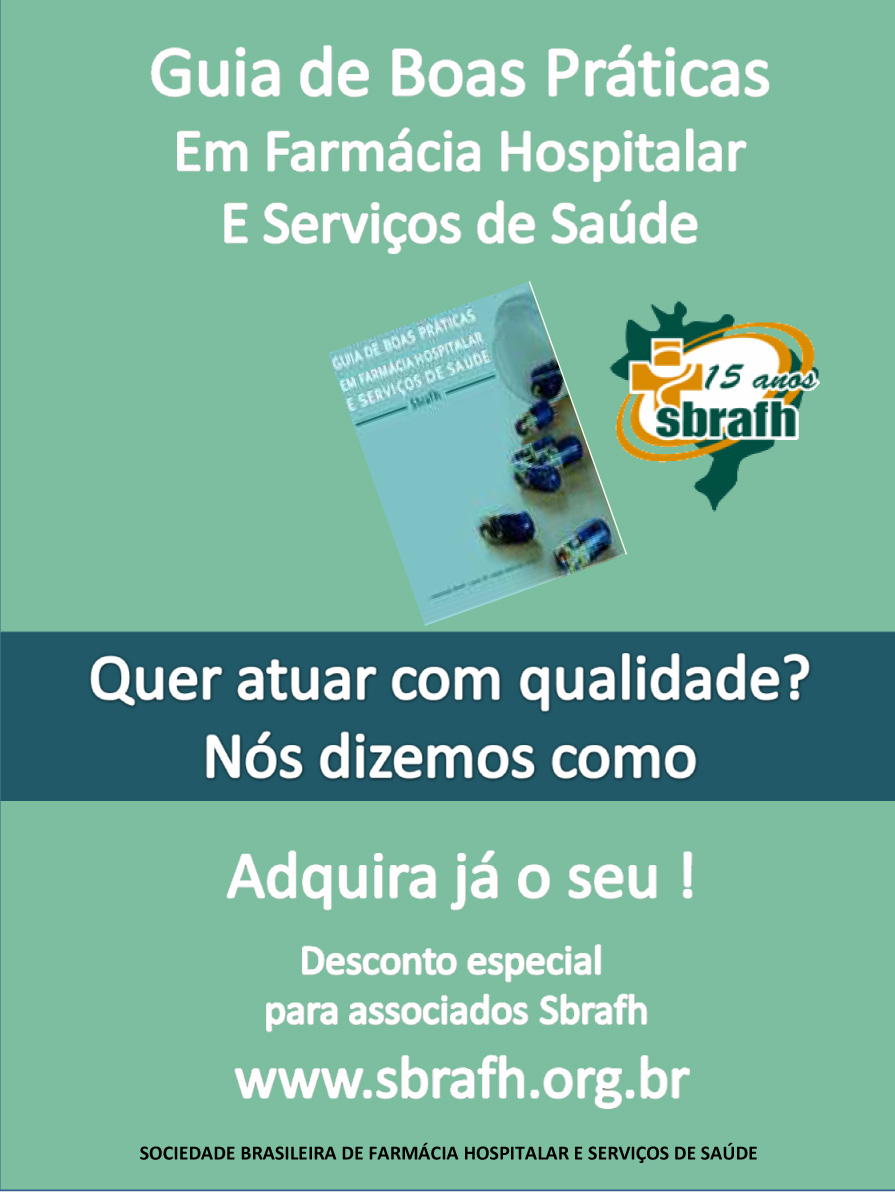 Guia de Boas Práticas
Em Farmácia Hospitalar
E Serviços de Saúde
GUIA DE BOAS PRÁTICAS
EM FARMÁCIA HOSPITALAR
E SERVIÇOS DE SAÚDE
sbrafh
15 anos
sbrafh
Quer atuar com qualidade?
Nós dizemos como
Adquira já o seu !
Desconto especial
para associados Sbrafh
www.sbrafh.org.br
SOCIEDADE BRASILEIRA DE FARMÁCIA HOSPITALAR E SERVIÇOS DE SAÚDE